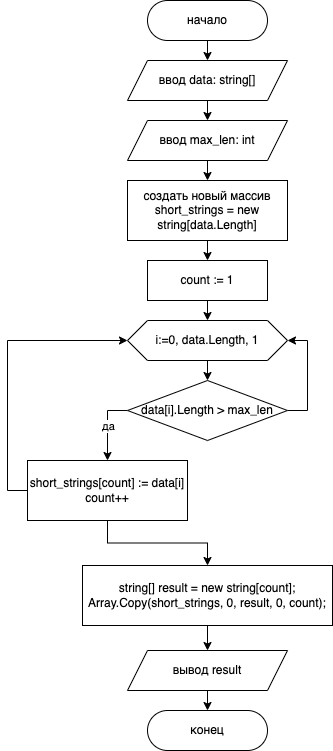 начало
ввод data: string[]
ввод max_len: int
создать новый массив
short_strings = new
string[data.Length]
count := 1
i:=0, data.Length, 1
data[i].Length > max_len
да
short_strings[count] := data[i]
count++
string[] result = new string[count];
Array.Copy(short_strings, 0, result, 0, count);
вывод result
конец